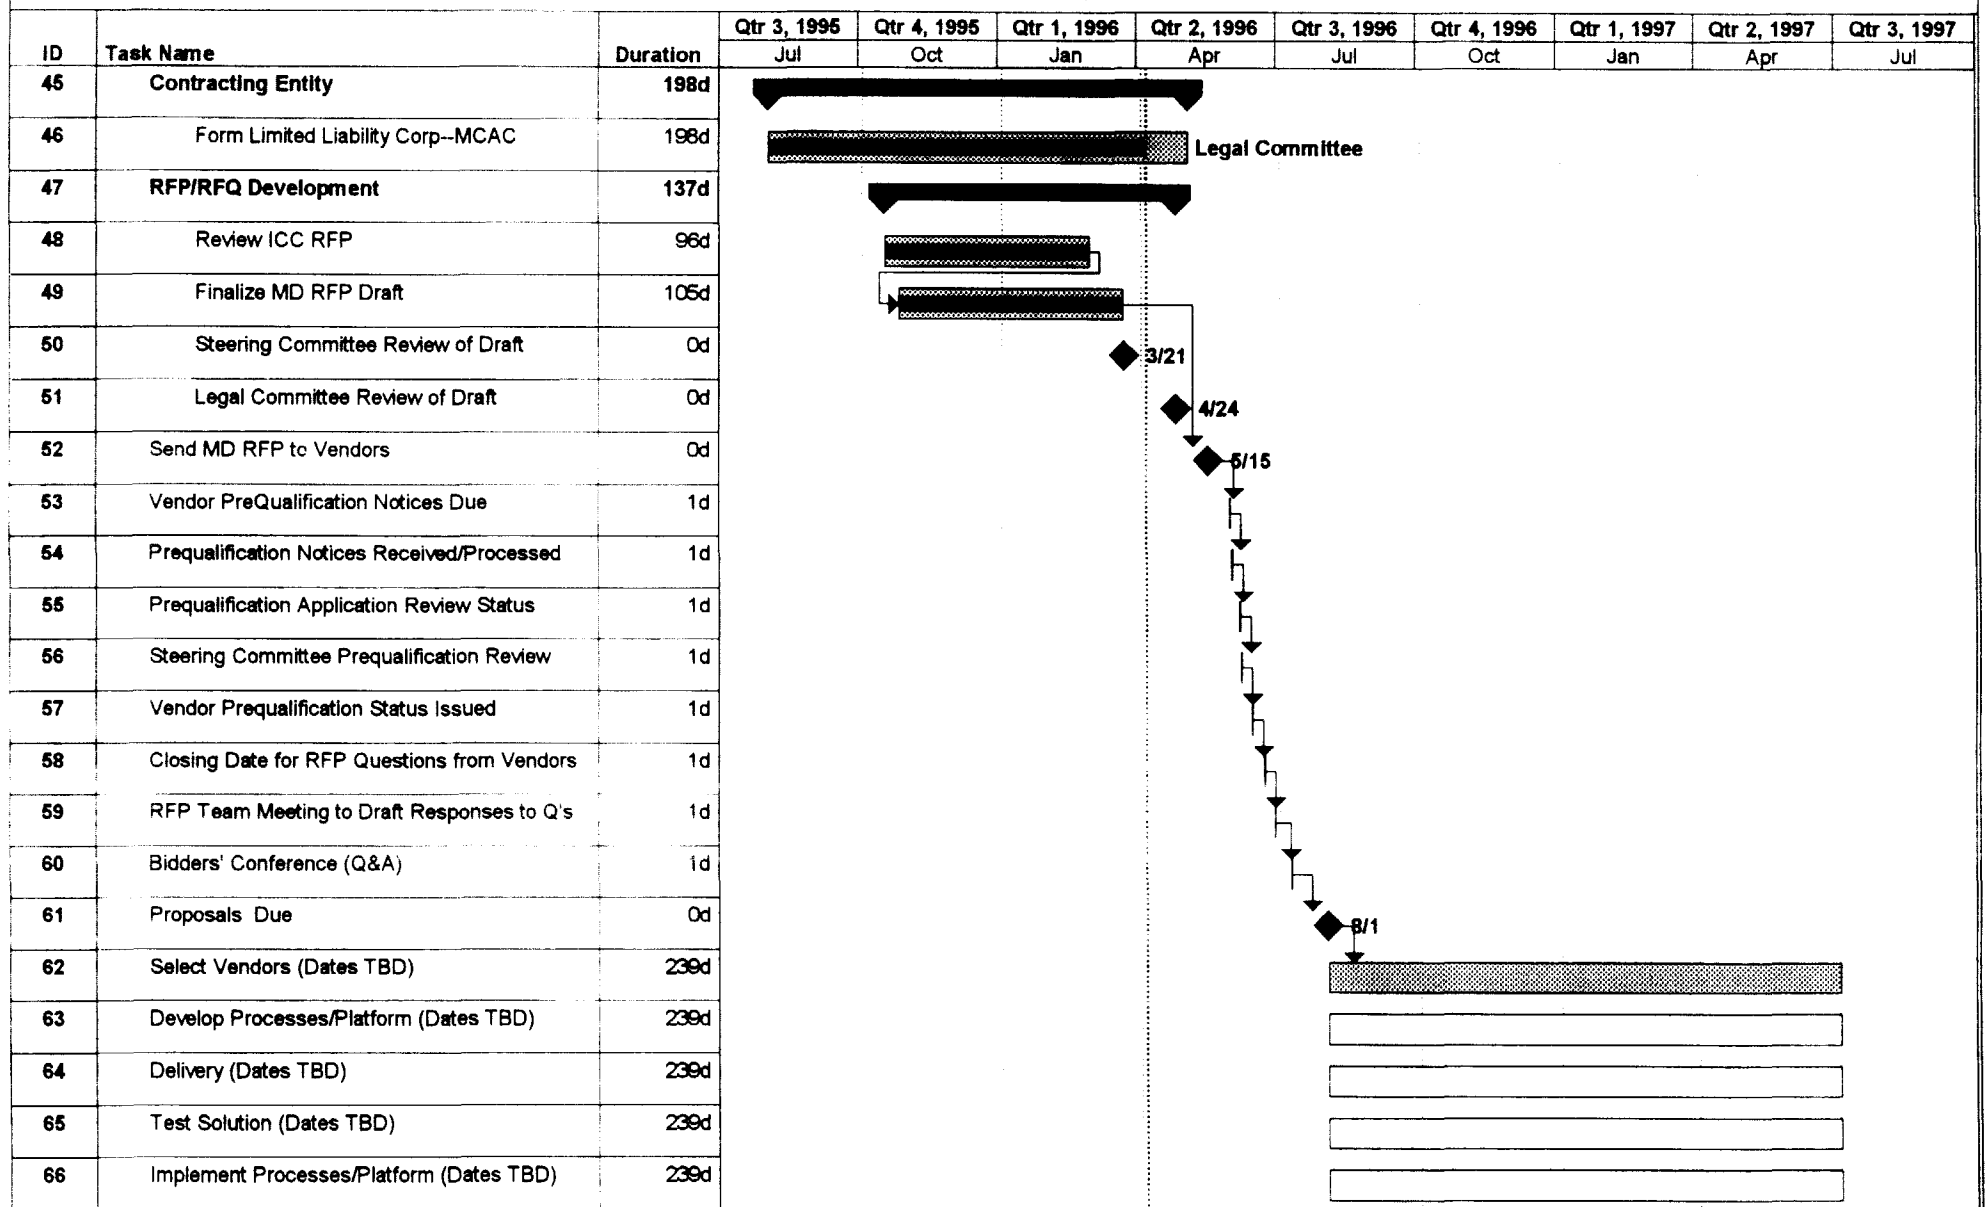 Qtr 3, 1995 Qtr 4, 1995 Qtr 1, 1996 Qtr 2, 1996 Qtr 3, 1996 Qtr 4, 1996 Qtr 1, 1997 Qtr 2, 1997 Qtr 3, 1997
ID Task Name Duration Jul Oct Jan Apr Jul Oct Jan Apr Jul
45 Contracting Entity 198d
46 Form Limited Liability Corp--MCAC 198d Legal Committee
47 RFP/RFQ Development 137d
48 Review ICC RFP 96d
49 Finalize MD RFP Draft 105d
50 Steering Committee Review of Draft 0d 3/21
51 Legal Committee Review of Draft 0d 4/24
52 Send MD RFP to Vendors 0d 5/15
53 Vendor PreQualification Notices Due 1d
54 Prequalification Notices Received/Processed 1d
55 Prequalification Application Review Status 1d
56 Steering Committee Prequalification Review 1d
57 Vendor Prequalification Status Issued 1d
58 Closing Date for RFP Questions from Vendors 1d
59 RFP Team Meeting to Draft Responses to Q's 1d
60 Bidders' Conference (Q&A) 1d
61 Proposals Due 0d 8/1
62 Select Vendors (Dates TBD) 239d
63 Develop Processes/Platform (Dates TBD) 239d
64 Delivery (Dates TBD) 239d
65 Test Solution (Dates TBD) 239d
66 Implement Processes/Platform (Dates TBD) 239d